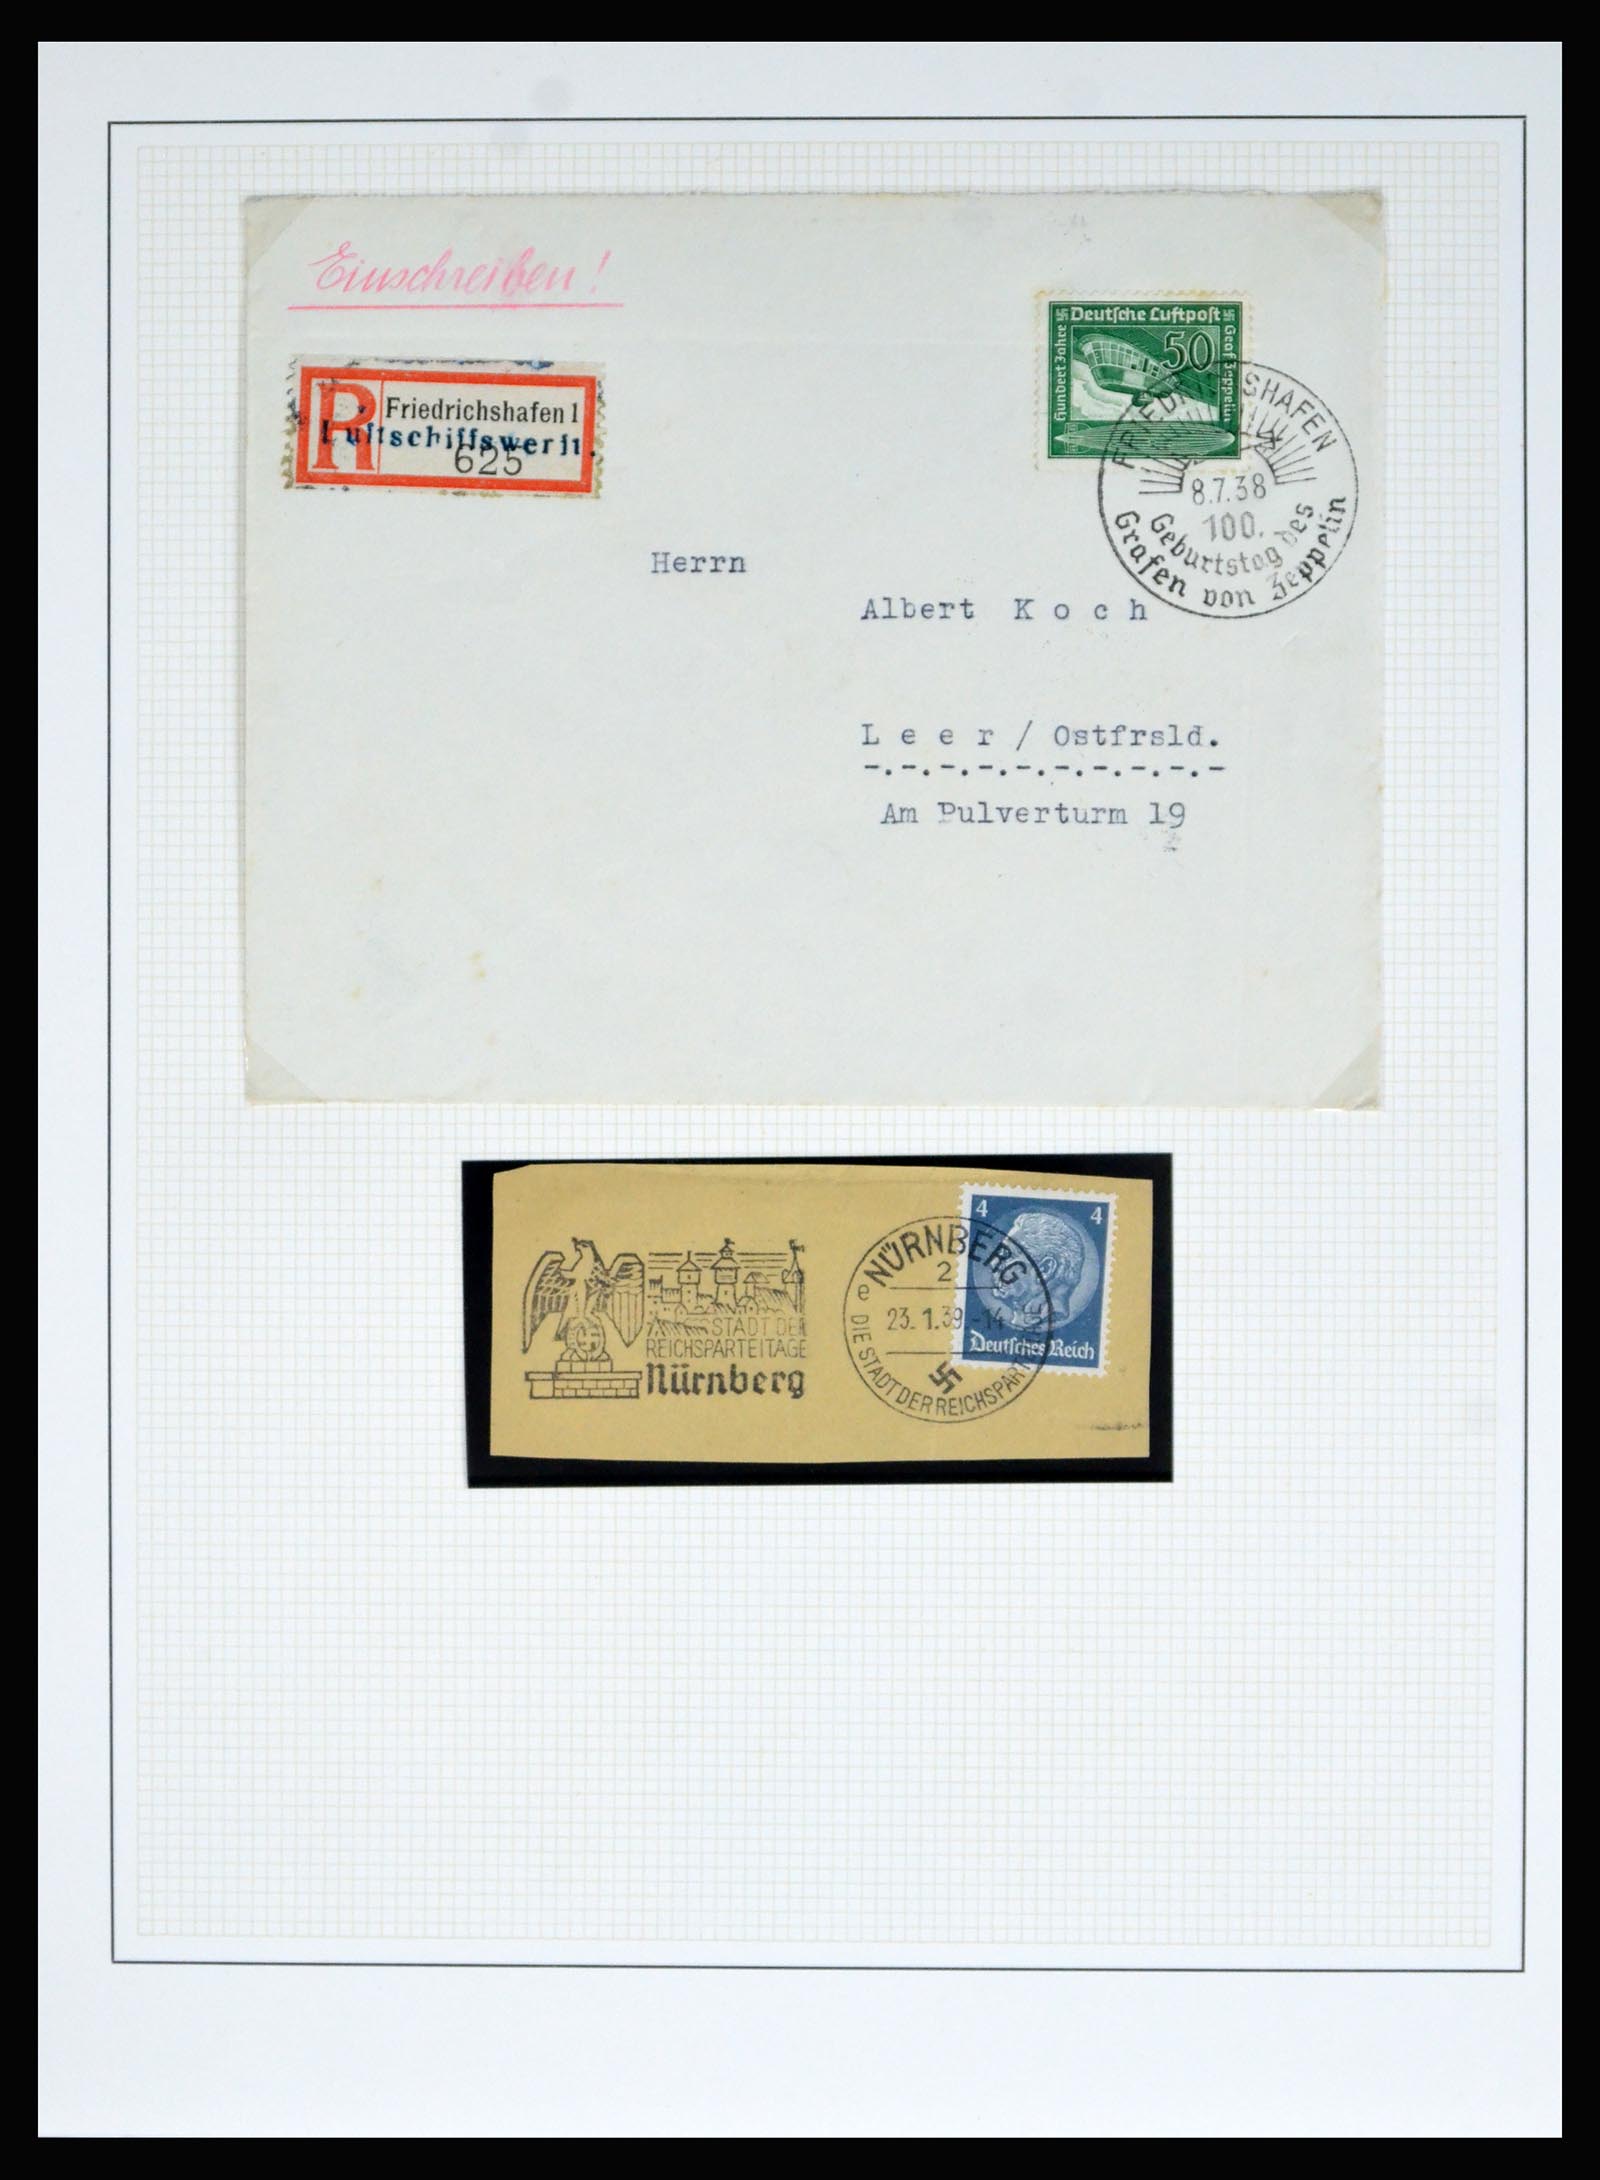 Einschreiben!
R
Friedrichshafen 1
Luftschiffswerft.
625
Deutsche Luftpost
Hundert Jahre
50
Graf Zeppelin
8.7.38
100.
Geburtstag des
Grafen von Zeppelin
Herrn
Albert Koch
Leer / Ostfrsld.
-.-.-.-.-.-.-.-.-.-
Am Pulverturm 19
STADT DER
REICHSPARTEITAGE
Nürnberg
NÜRNBERG
2
e
23.1.39.-14
DIE STADT DER
4 4
Deutsches Reich